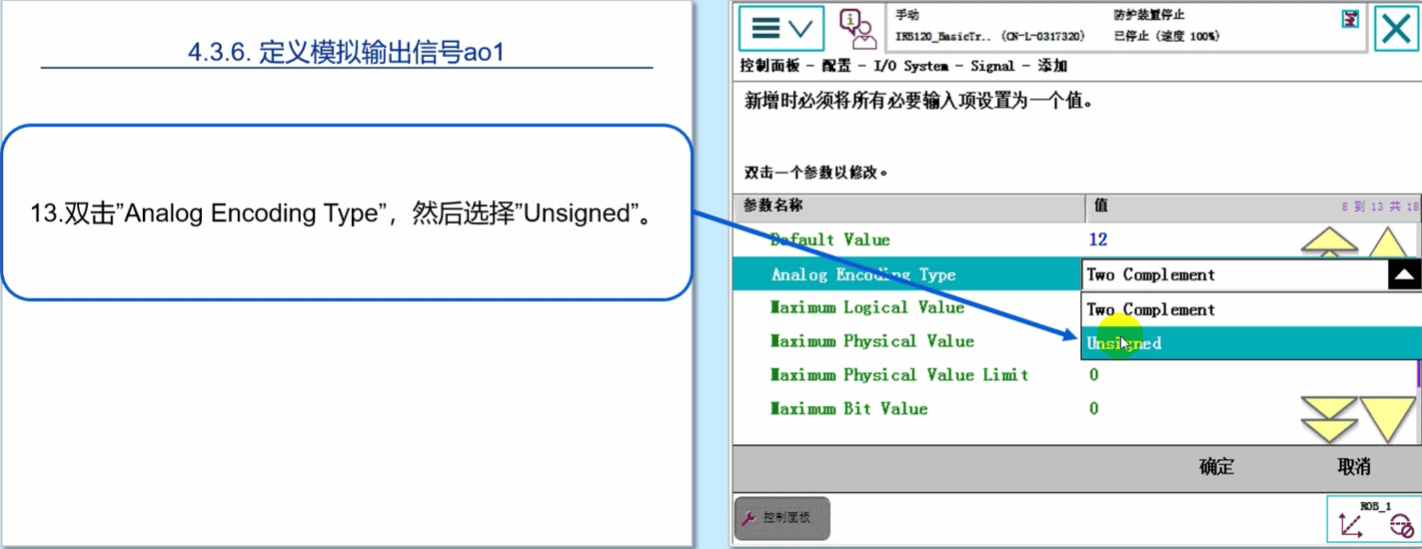 4.3.6. 定义模拟输出信号ao1
13.双击”Analog Encoding Type”，然后选择”Unsigned”。
手动
防护装置停止
IRB120_BasicTr.. (CN-L-0317320)
已停止 (速度 100%)
控制面板 - 配置 - I/O System - Signal - 添加
新增时必须将所有必要输入项设置为一个值。
双击一个参数以修改。
参数名称 值 8 到 13 共 18
Default Value 12
Analog Encoding Type Two Complement
Maximum Logical Value Two Complement
Maximum Physical Value Unsigned
Maximum Physical Value Limit 0
Maximum Bit Value 0
确定 取消
控制面板
ROB_1